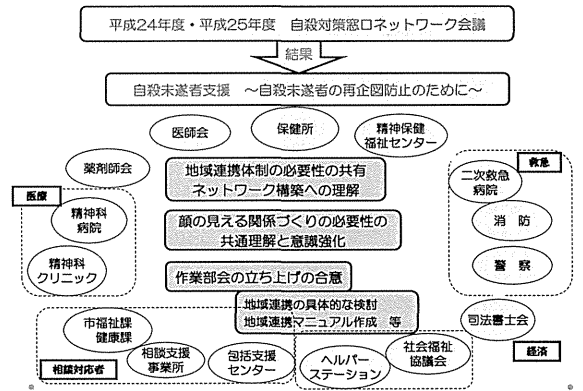 平成24年度・平成25年度　自殺対策窓口ネットワーク会議
結果
自殺未遂者支援　～自殺未遂者の再企図防止のために～
医師会
保健所
精神保健
福祉センター
薬剤師会
地域連携体制の必要性の共有
ネットワーク構築への理解
救急
二次救急
病院
消　防
警　察
医療
精神科
病院
精神科
クリニック
顔の見える関係づくりの必要性の
共通理解と意識強化
作業部会の立ち上げの合意
地域連携の具体的な検討
地域連携マニュアル作成　等
市福祉課
健康課
相談支援
事業所
包括支援
センター
相談対応者
ヘルパー
ステーション
社会福祉
協議会
司法書士会
経済